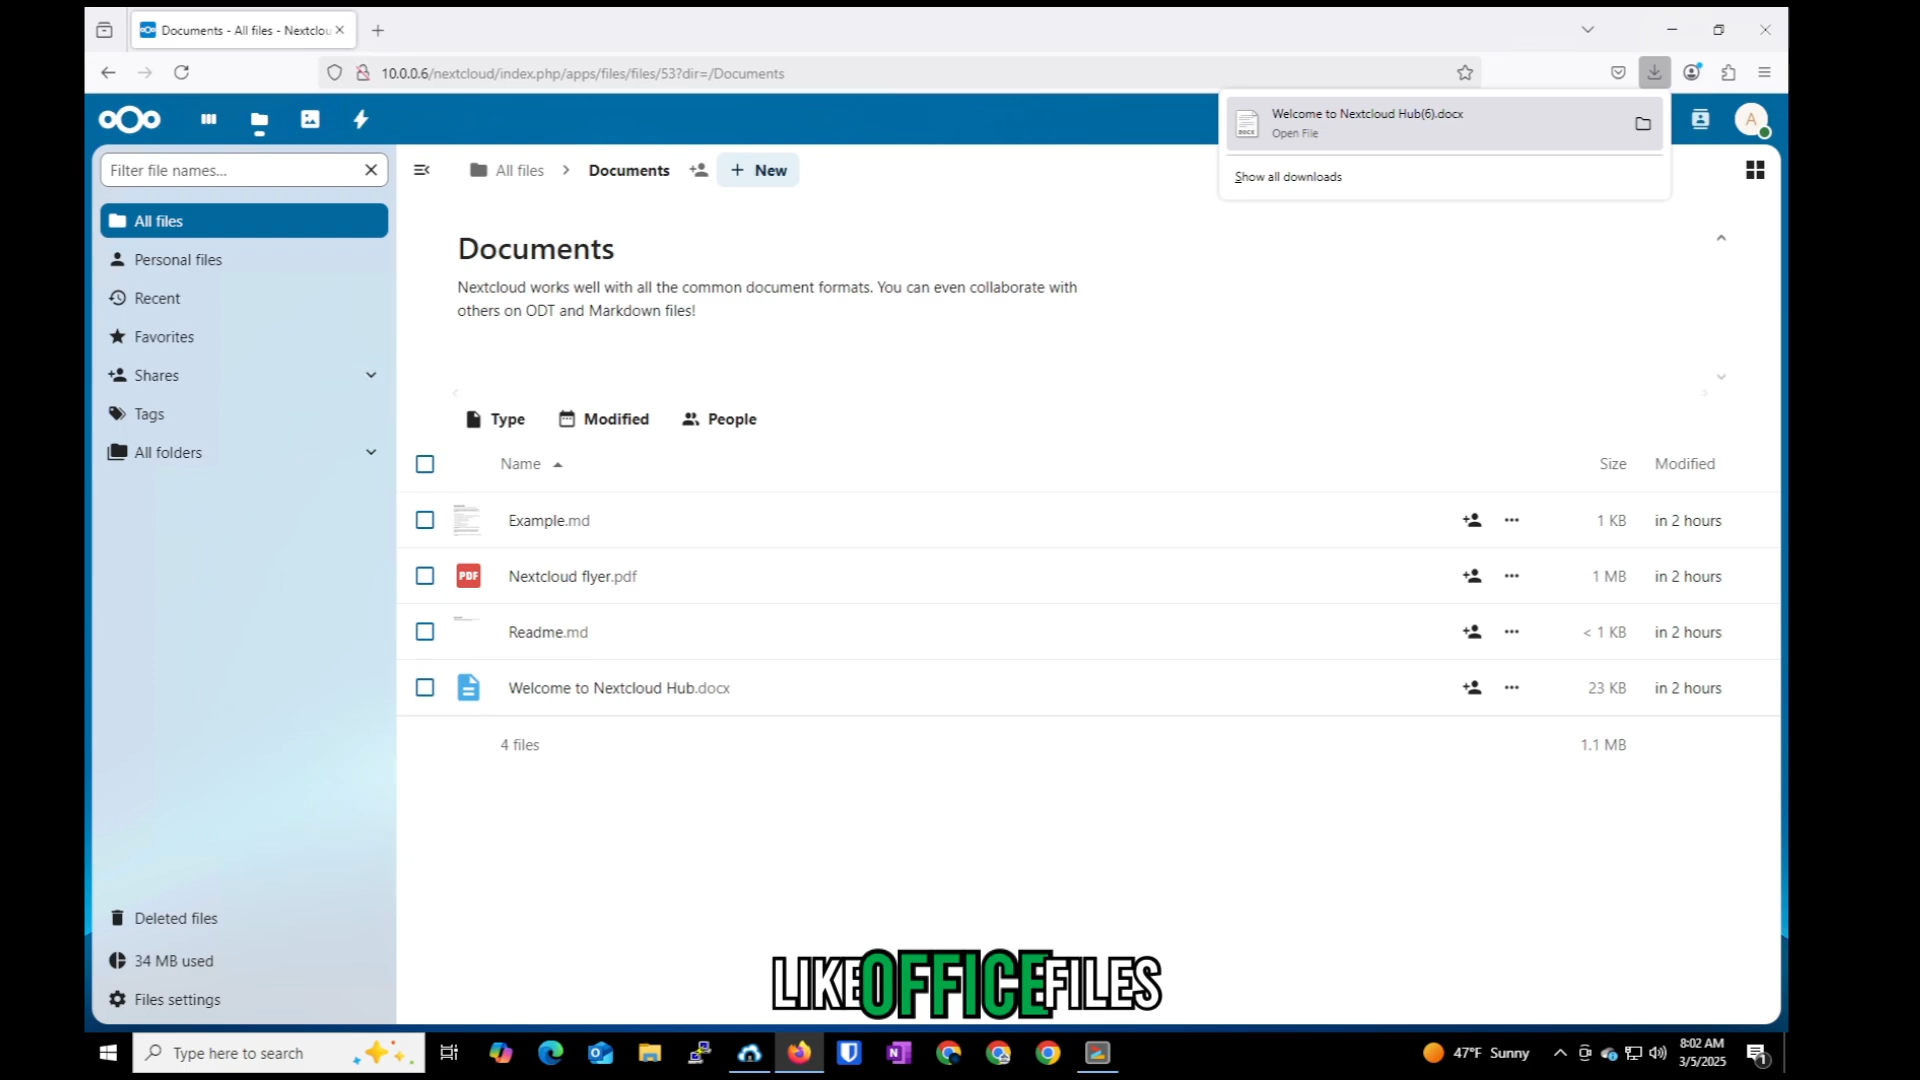 Documents - All files - Nextclou
10.0.0.6/nextcloud/index.php/apps/files/files/53?dir=/Documents
Welcome to Nextcloud Hub(6).docx
Open File
Show all downloads
A
Filter file names...
All files
Personal files
Recent
Favorites
Shares
Tags
All folders
Deleted files
34 MB used
Files settings
All files
Documents
New
Documents
Nextcloud works well with all the common document formats. You can even collaborate with
others on ODT and Markdown files!
Type Modified People
Name Size Modified
Example.md 1 KB in 2 hours
PDF Nextcloud flyer.pdf 1 MB in 2 hours
Readme.md < 1 KB in 2 hours
Welcome to Nextcloud Hub.docx 23 KB in 2 hours
4 files 1.1 MB
LIKE OFFICE FILES
Type here to search
47°F Sunny
8:02 AM
3/5/2025
1